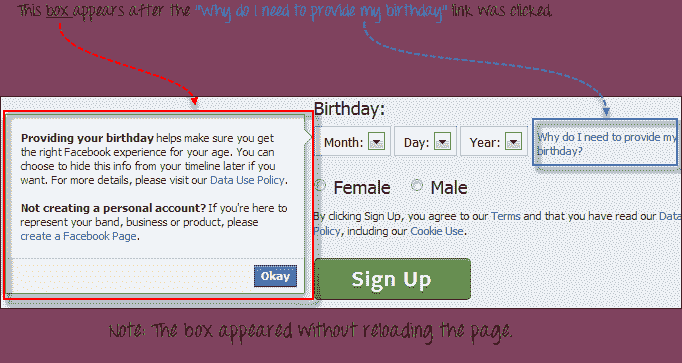 This box appears after the "Why do I need to provide my birthday" link was clicked
Birthday:
Month: Day: Year:
Why do I need to provide my
birthday?
Providing your birthday helps make sure you get
the right Facebook experience for your age. You can
choose to hide this info from your timeline later if you
want. For more details, please visit our Data Use Policy.
Not creating a personal account? If you're here to
represent your band, business or product, please
create a Facebook Page.
Okay
Female Male
By clicking Sign Up, you agree to our Terms and that you have read our Data
Policy, including our Cookie Use.
Sign Up
Note: The box appeared without reloading the page.